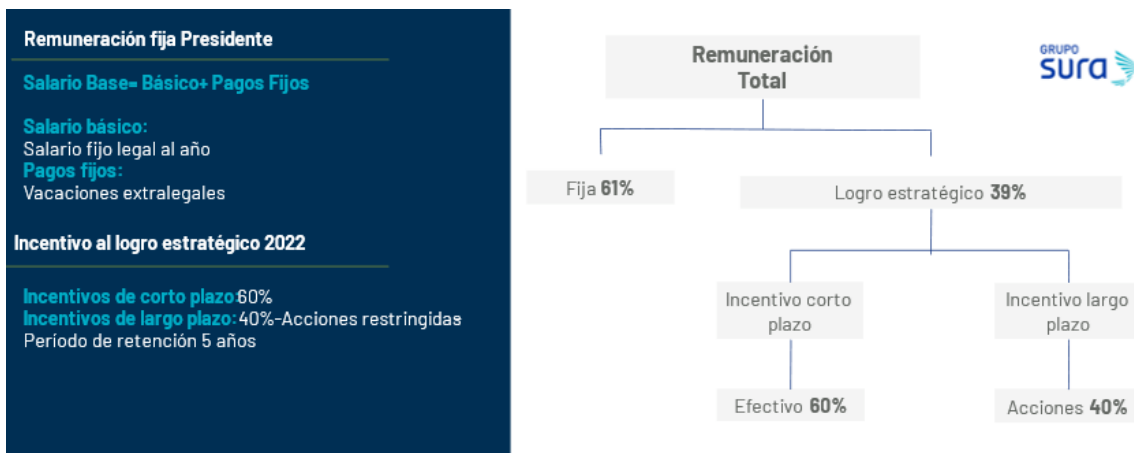 Remuneración fija Presidente
Salario Base= Básico+ Pagos Fijos
Salario básico:
Salario fijo legal al año
Pagos fijos:
Vacaciones extralegales
Incentivo al logro estratégico 2022
Incentivos de corto plazo:60%
Incentivos de largo plazo:40%-Acciones restringidas
Período de retención 5 años
Remuneración
Total
GRUPO
sura
Fija 61%
Logro estratégico 39%
Incentivo corto
plazo
Incentivo largo
plazo
Efectivo 60%
Acciones 40%